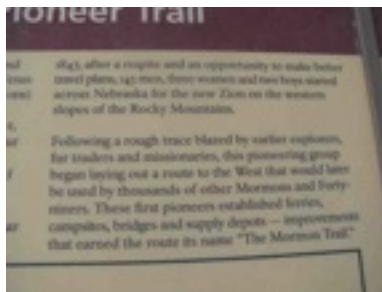 Pioneer Trail
1847, after a respite and an opportunity to make better
travel plans, 143 men, three women and two boys started
across Nebraska for the new Zion on the western
slopes of the Rocky Mountains.
Following a rough trace blazed by earlier explorers,
fur traders and missionaries, this pioneering group
began laying out a route to the West that would later
be used by thousands of other Mormons and Forty-
niners. These first pioneers established ferries,
campsites, bridges and supply depots — improvements
that earned the route its name "The Mormon Trail."